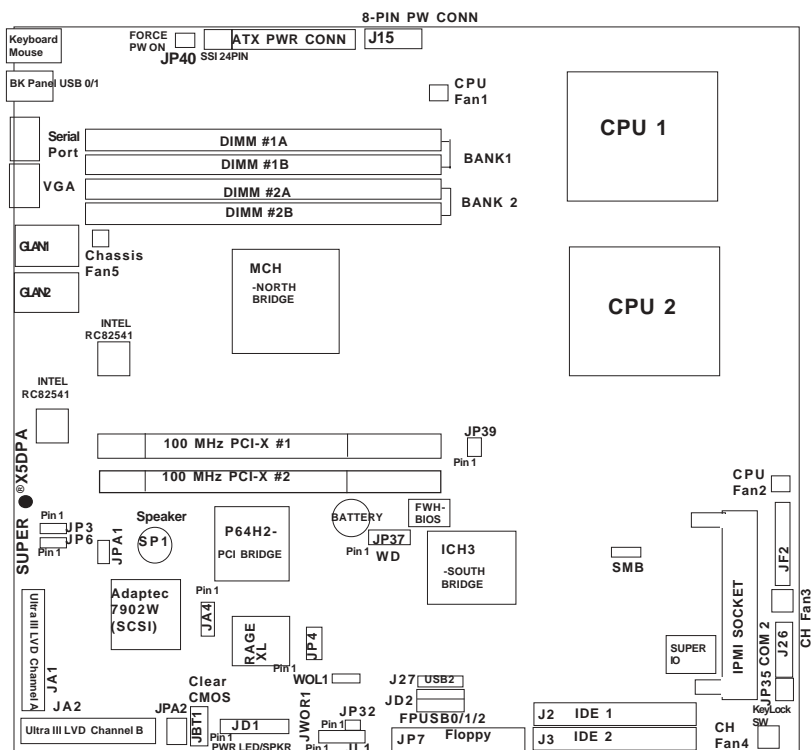 8-PIN PW CONN
Keyboard
Mouse
FORCE
PW ON
JP40
SSI 24PIN
ATX PWR CONN
J15
BK Panel USB 0/1
CPU
Fan1
CPU 1
Serial
Port
DIMM #1A
DIMM #1B
BANK1
VGA
DIMM #2A
DIMM #2B
BANK 2
GLAN1
Chassis
Fan5
GLAN2
MCH
-NORTH
BRIDGE
CPU 2
INTEL
RC82541
INTEL
RC82541
100 MHz PCI-X #1
JP39
Pin 1
100 MHz PCI-X #2
CPU
Fan2
SUPER ®X5DPA
Pin 1
JP3
JP6
Pin 1
JPA1
Speaker
SP1
P64H2-
PCI BRIDGE
BATTERY
FWH-
BIOS
Pin 1
JP37
WD
ICH3
-SOUTH
BRIDGE
SMB
JF2
CH Fan3
IPMI SOCKET
J26
JP35 COM 2
SUPER
IO
Adaptec
7902W
(SCSI)
Pin 1
JA4
RAGE
XL
JP4
Ultra III LVD Channel A
JA1
Pin 1
WOL1
J27
USB2
JD2
FPUSB0/1/2
Clear
CMOS
JA2
JPA2
JBT1
JD1
JWOR1
JP32
Pin 1
Ultra III LVD Channel B
Pin 1
PWR LED/SPKR
Pin 1
JL1
JP7
Floppy
J2
IDE 1
J3
IDE 2
KeyLock
SW
CH
Fan4